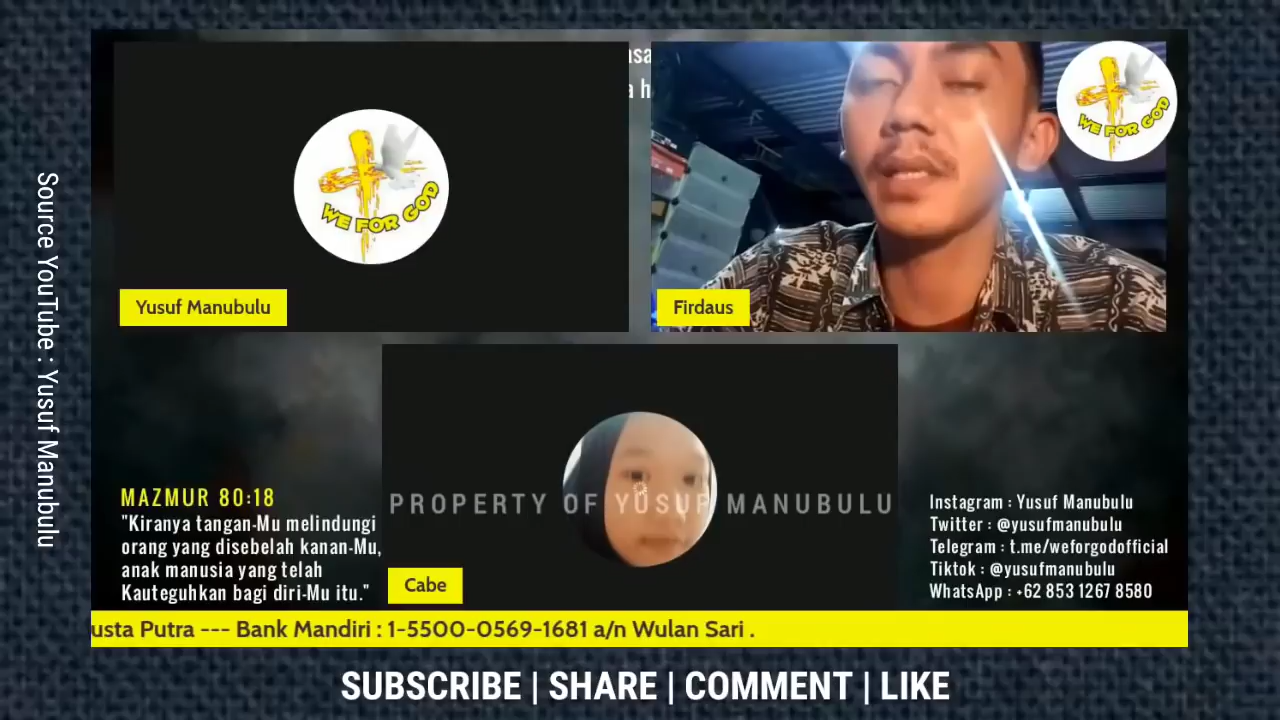 asa
a h
WE FOR GOD
WE FOR GOD
Yusuf Manubulu
Firdaus
Source YouTube : Yusuf Manubulu
MAZMUR 80:18
"Kiranya tangan-Mu melindungi
orang yang disebelah kanan-Mu,
anak manusia yang telah
Kauteguhkan bagi diri-Mu itu."
PROPERTY OF YUSUF MANUBULU
Cabe
Instagram : Yusuf Manubulu
Twitter : @yusufmanubulu
Telegram : t.me/weforgodofficial
Tiktok : @yusufmanubulu
WhatsApp : +62 853 1267 8580
usta Putra --- Bank Mandiri : 1-5500-0569-1681 a/n Wulan Sari .
SUBSCRIBE | SHARE | COMMENT | LIKE